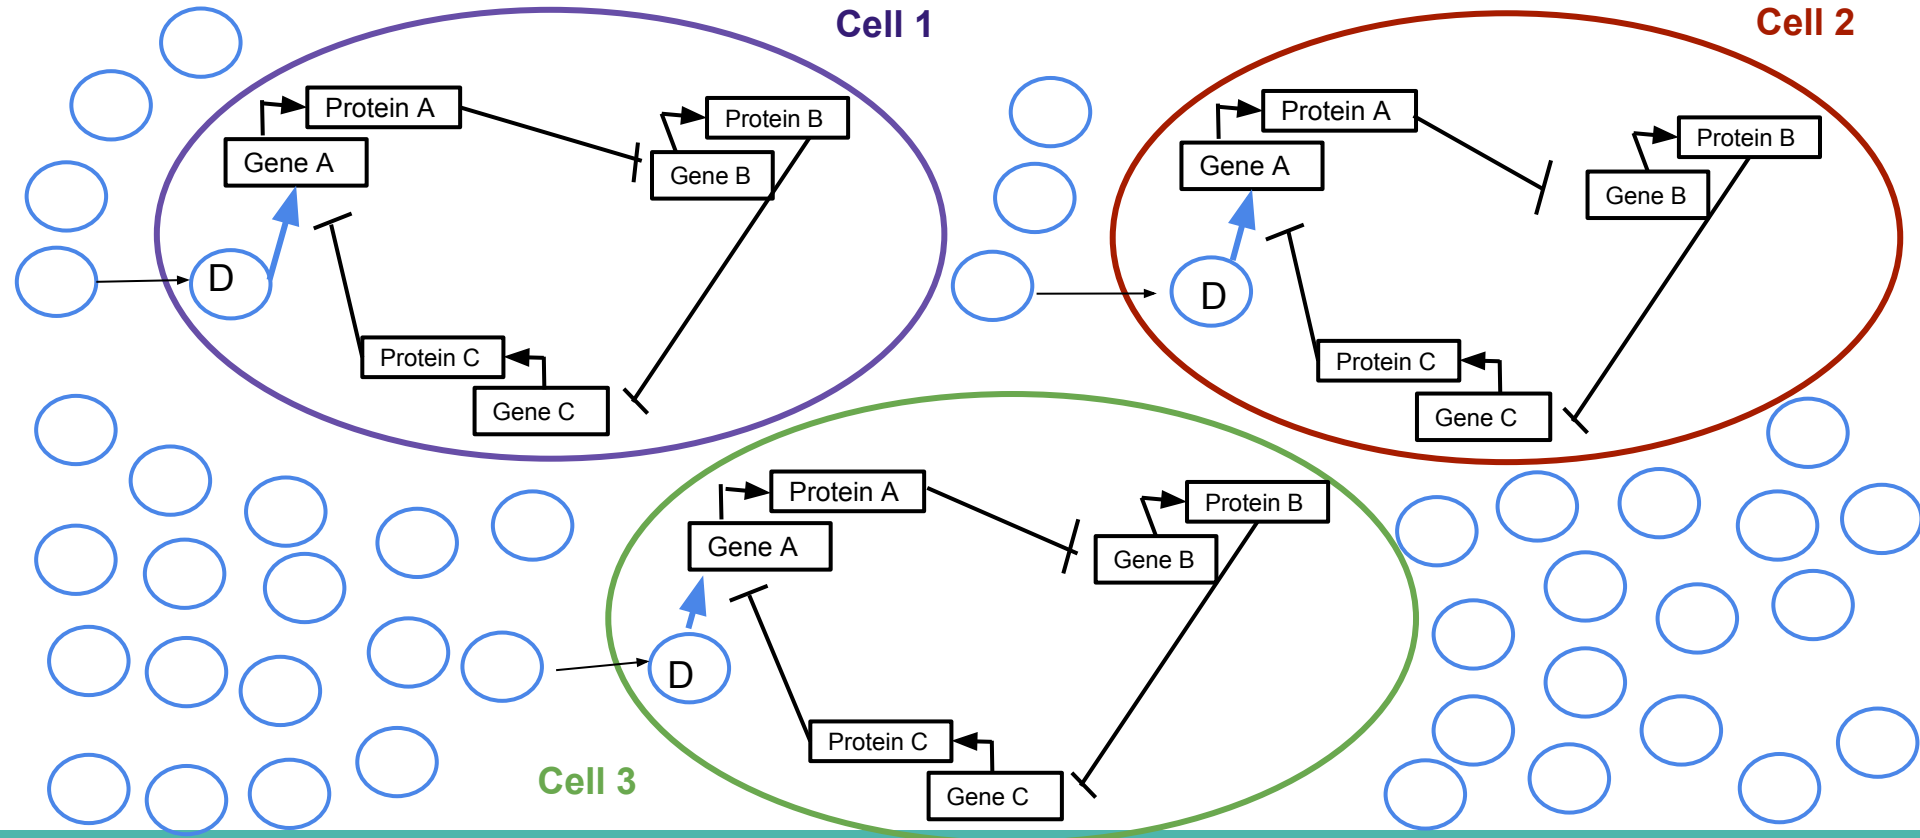 Cell 1
Protein A
Gene A
Protein B
Gene B
D
Protein C
Gene C
Cell 2
Protein A
Gene A
Protein B
Gene B
D
Protein C
Gene C
Cell 3
Protein A
Gene A
Protein B
Gene B
D
Protein C
Gene C